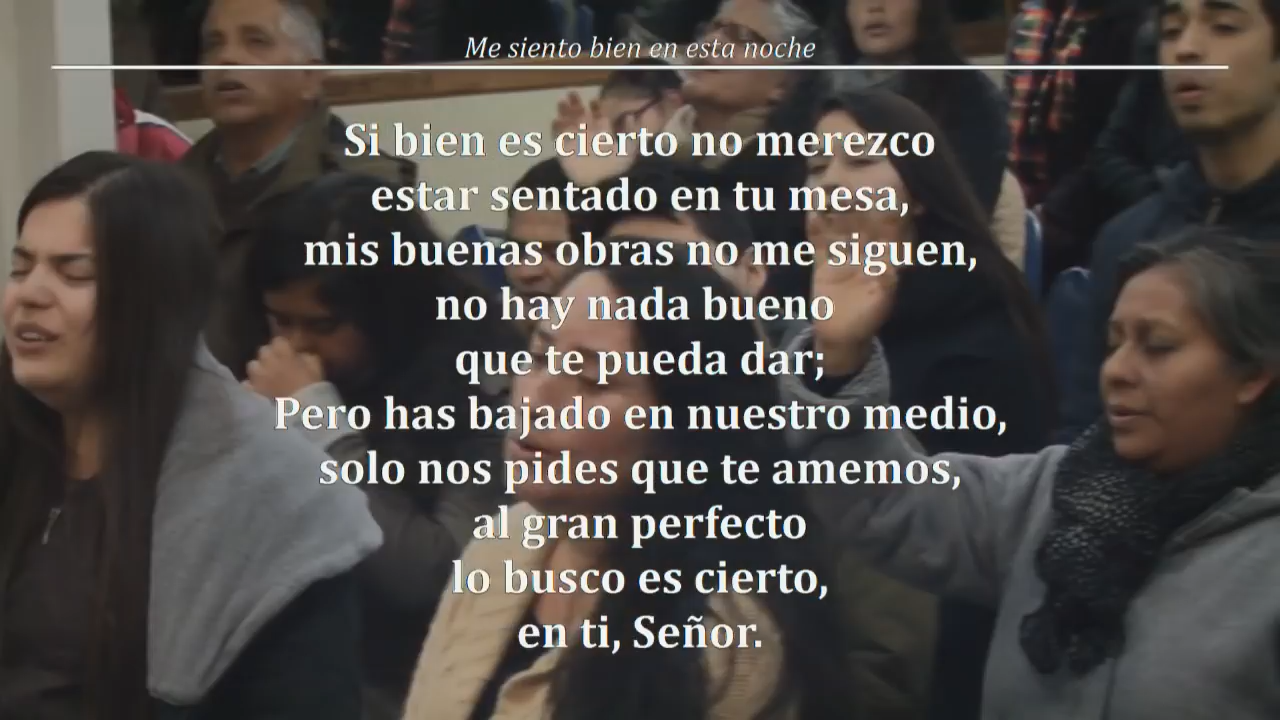 Me siento bien en esta noche
Si bien es cierto no merezco
estar sentado en tu mesa,
mis buenas obras no me siguen,
no hay nada bueno
que te pueda dar;
Pero has bajado en nuestro medio,
solo nos pides que te amemos,
al gran perfecto
lo busco es cierto,
en ti, Señor.